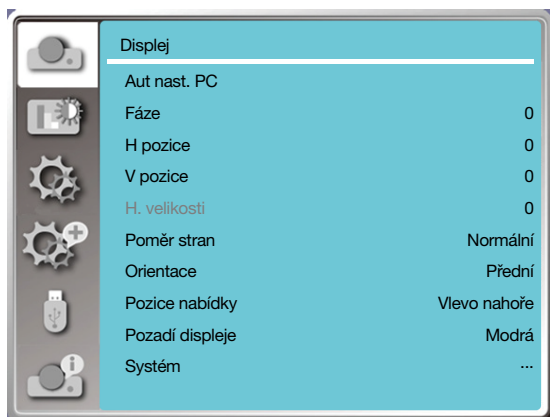 Displej
Aut nast. PC
Fáze 0
H pozice 0
V pozice 0
H. velikosti 0
Poměr stran Normální
Orientace Přední
Pozice nabídky Vlevo nahoře
Pozadí displeje Modrá
Systém ...